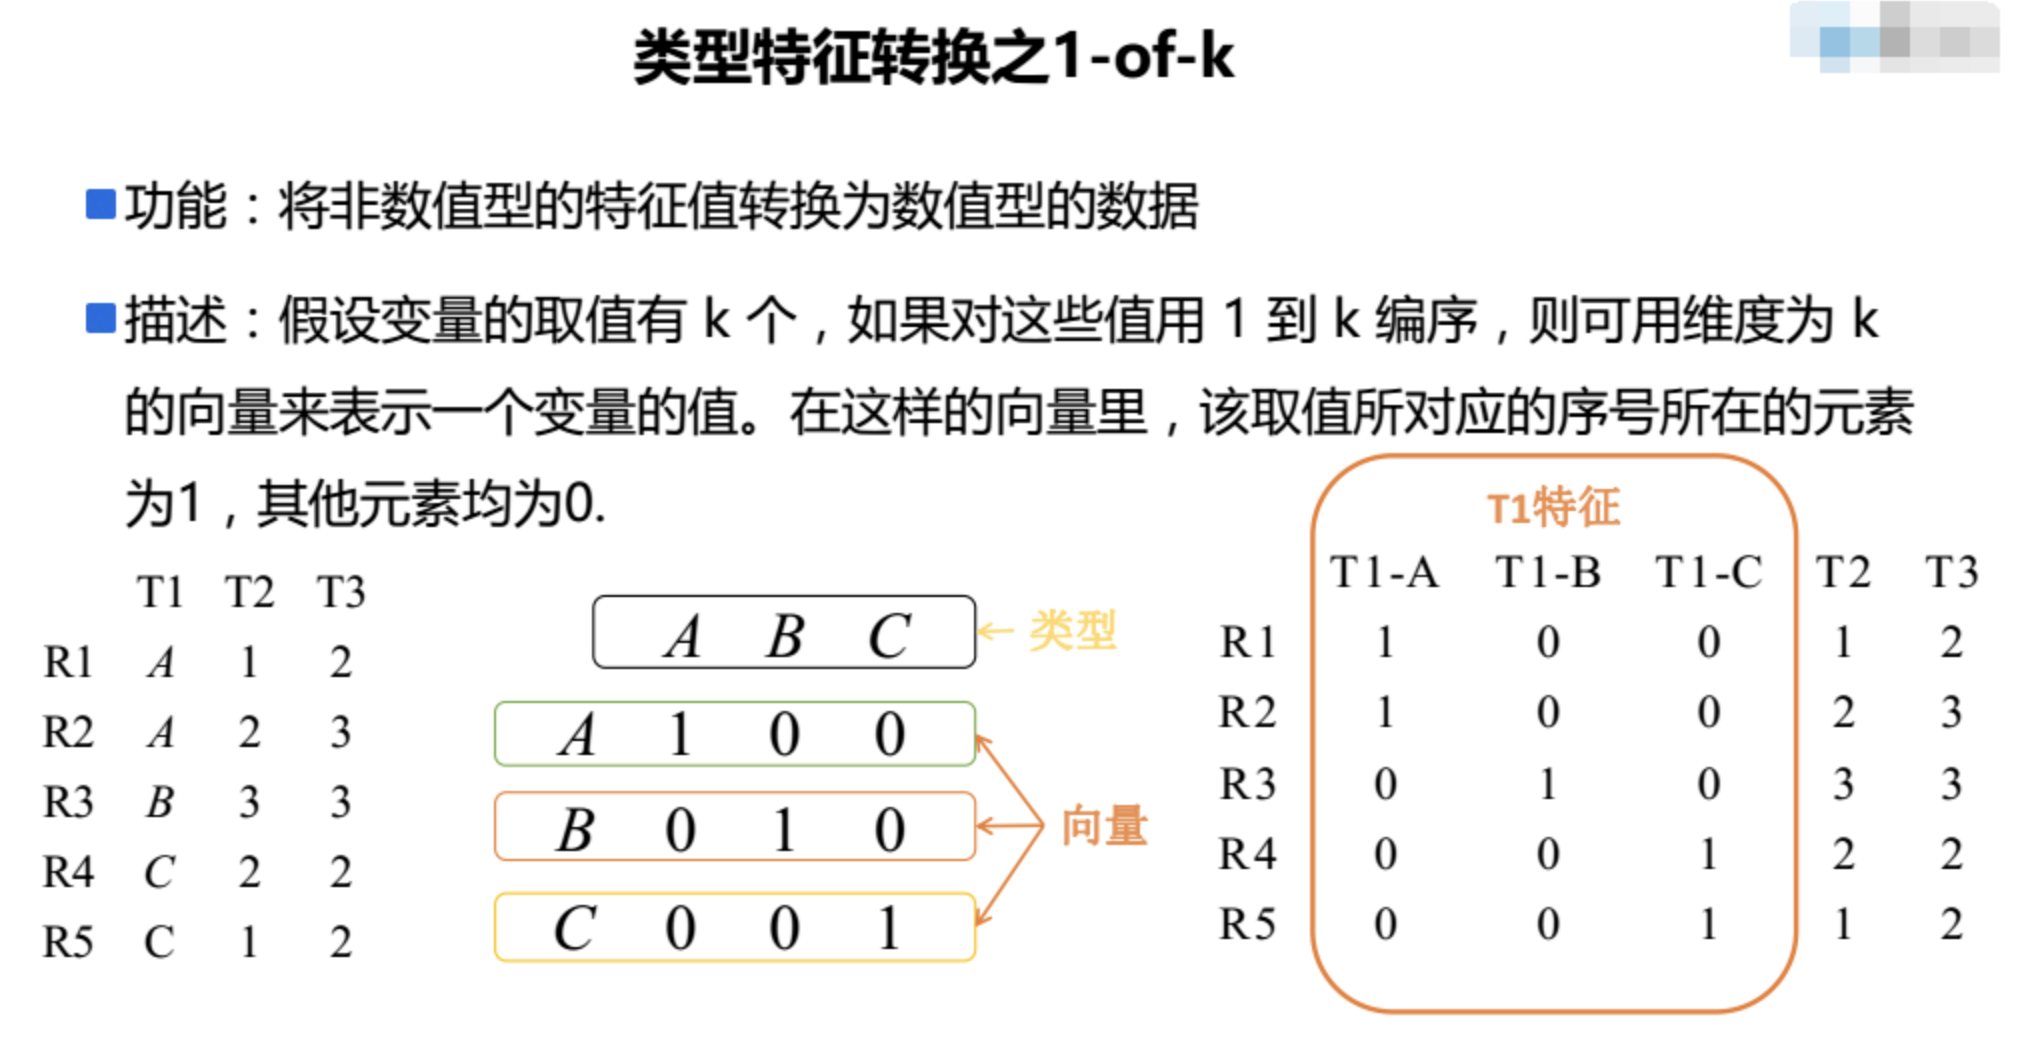 类型特征转换之1-of-k
功能：将非数值型的特征值转换为数值型的数据
描述：假设变量的取值有 k 个，如果对这些值用 1 到 k 编序，则可用维度为 k
的向量来表示一个变量的值。在这样的向量里，该取值所对应的序号所在的元素
为1，其他元素均为0.
T1 T2 T3
R1 A 1 2
R2 A 2 3
R3 B 3 3
R4 C 2 2
R5 C 1 2
A B C
类型
A 1 0 0
B 0 1 0
C 0 0 1
向量
T1特征
T1-A T1-B T1-C T2 T3
R1 1 0 0 1 2
R2 1 0 0 2 3
R3 0 1 0 3 3
R4 0 0 1 2 2
R5 0 0 1 1 2